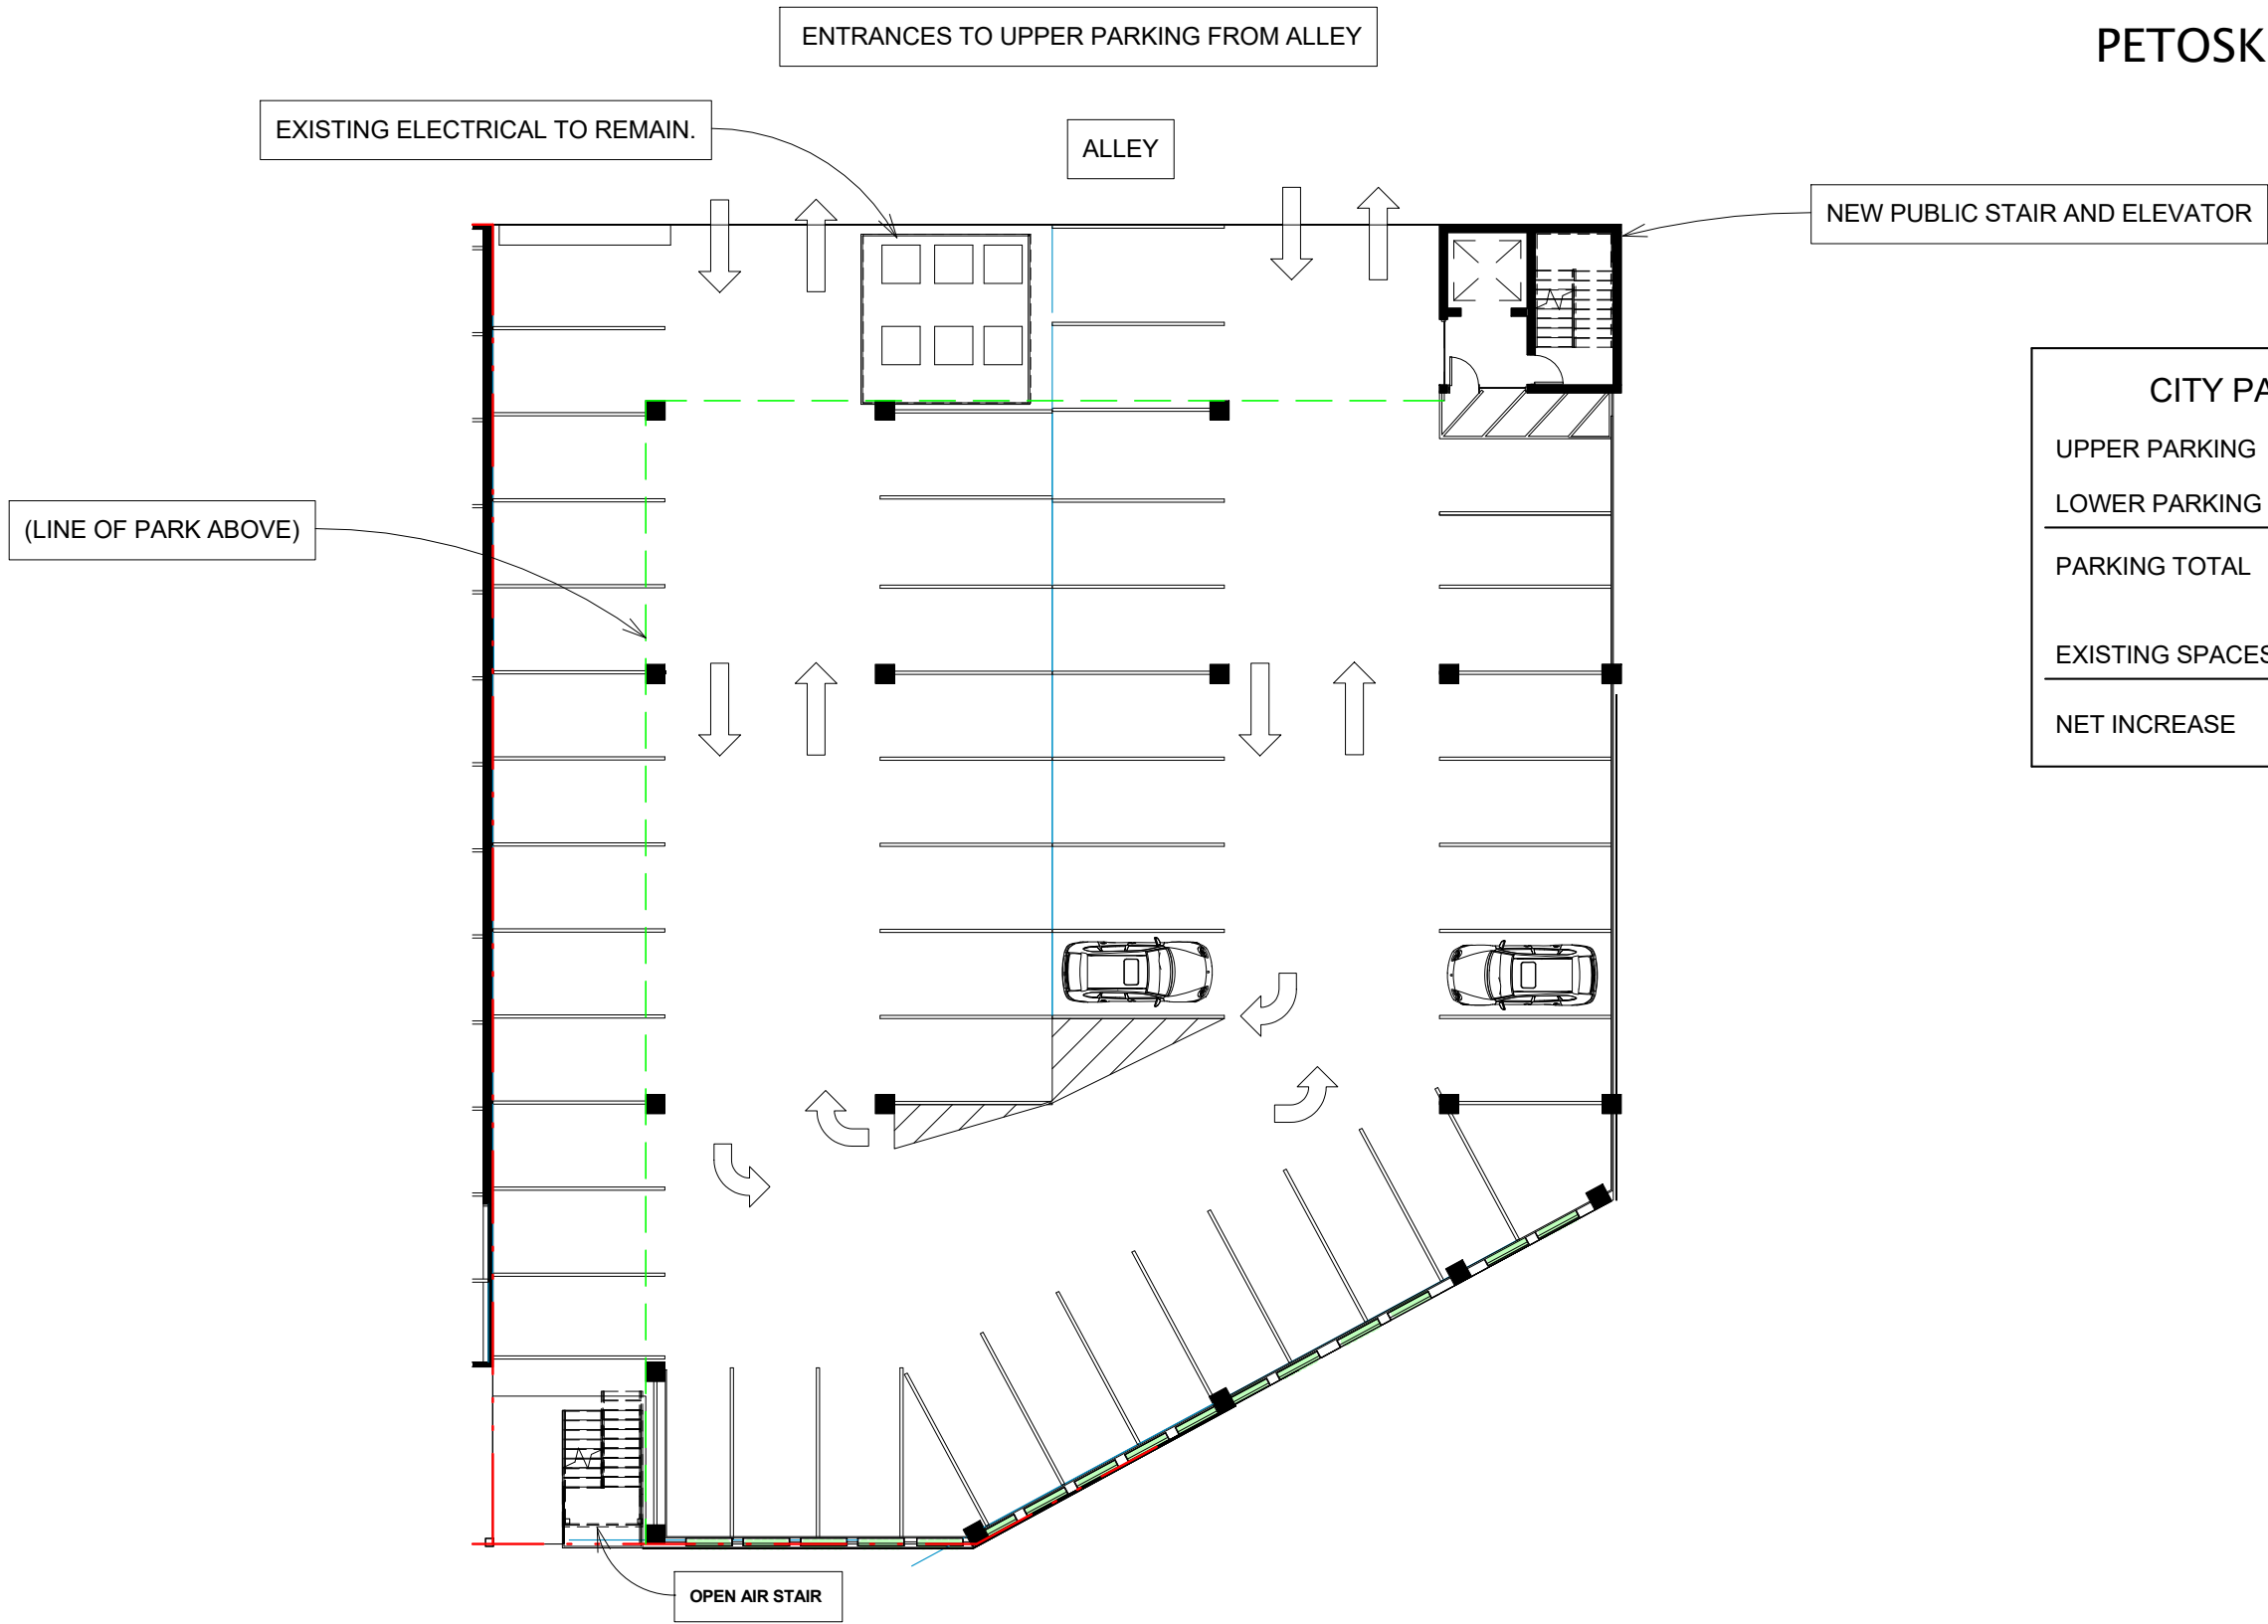 ENTRANCES TO UPPER PARKING FROM ALLEY
PETOSK
EXISTING ELECTRICAL TO REMAIN.
ALLEY
NEW PUBLIC STAIR AND ELEVATOR
(LINE OF PARK ABOVE)
CITY PA
UPPER PARKING
LOWER PARKING
PARKING TOTAL
EXISTING SPACES
NET INCREASE
OPEN AIR STAIR